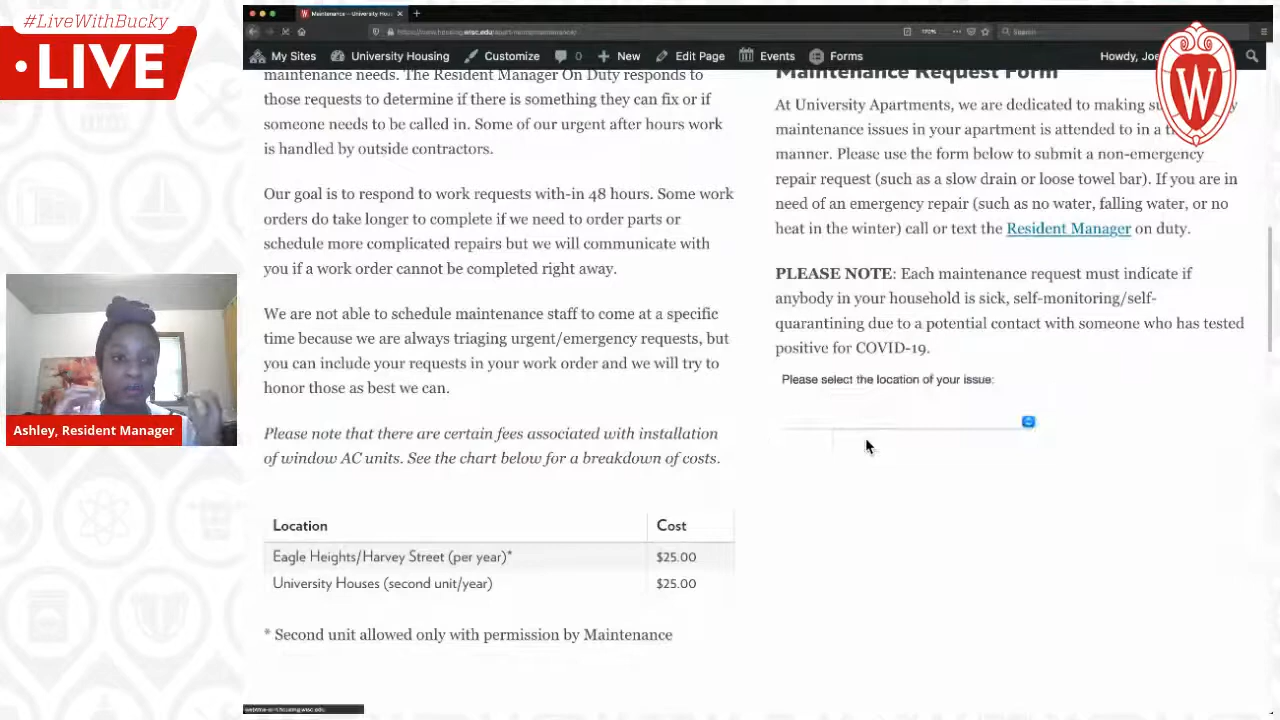 #LiveWithBucky
• LIVE
Ashley, Resident Manager
Maintenance – University Hous
Search
My Sites
University Housing
Customize
0
New
Edit Page
Events
Forms
Howdy, Joe
W
maintenance needs. The Resident Manager On Duty responds to
those requests to determine if there is something they can fix or if
someone needs to be called in. Some of our urgent after hours work
is handled by outside contractors.
Our goal is to respond to work requests with-in 48 hours. Some work
orders do take longer to complete if we need to order parts or
schedule more complicated repairs but we will communicate with
you if a work order cannot be completed right away.
We are not able to schedule maintenance staff to come at a specific
time because we are always triaging urgent/emergency requests, but
you can include your requests in your work order and we will try to
honor those as best we can.
Please note that there are certain fees associated with installation
of window AC units. See the chart below for a breakdown of costs.
Location Cost
Eagle Heights/Harvey Street (per year)* $25.00
University Houses (second unit/year) $25.00
* Second unit allowed only with permission by Maintenance
Maintenance Request Form
At University Apartments, we are dedicated to making
maintenance issues in your apartment is attended to in a
manner. Please use the form below to submit a non-emergency
repair request (such as a slow drain or loose towel bar). If you are in
need of an emergency repair (such as no water, falling water, or no
heat in the winter) call or text the Resident Manager on duty.
PLEASE NOTE: Each maintenance request must indicate if
anybody in your household is sick, self-monitoring/self-
quarantining due to a potential contact with someone who has tested
positive for COVID-19.
Please select the location of your issue: